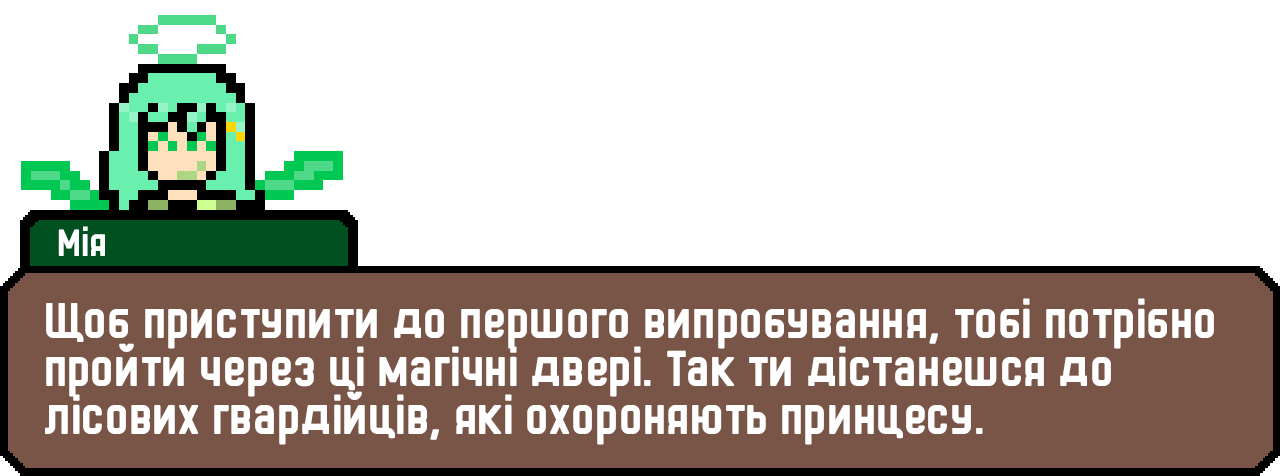 Мія
Щоб приступити до першого випробування, тобі потрібно
пройти через ці магічні двері. Так ти дістанешся до
лісових гвардійців, які охороняють принцесу.